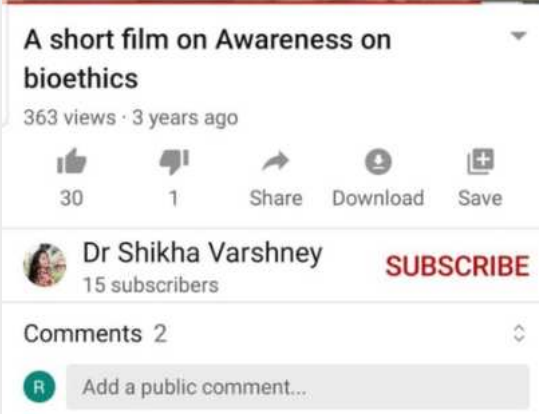 A short film on Awareness on
bioethics
363 views · 3 years ago
30 1 Share Download Save
Dr Shikha Varshney
SUBSCRIBE
15 subscribers
Comments 2
R Add a public comment...